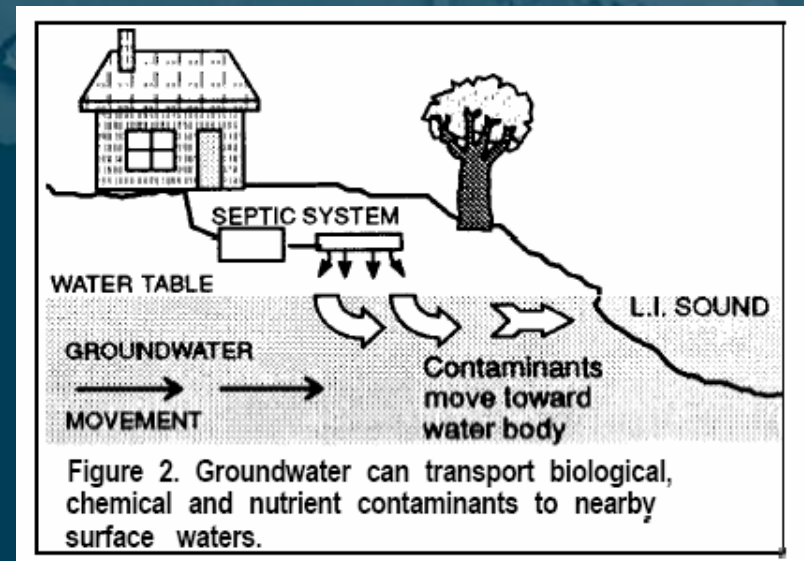 SEPTIC SYSTEM
WATER TABLE
L.I. SOUND
GROUNDWATER
MOVEMENT
Contaminants
move toward
water body
Figure 2. Groundwater can transport biological,
chemical and nutrient contaminants to nearby
surface waters.